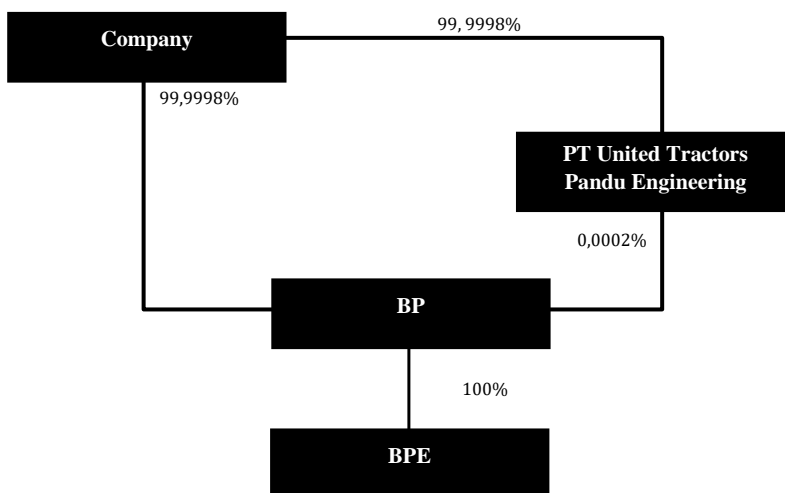 99, 9998%
Company
99,9998%
PT United Tractors
Pandu Engineering
0,0002%
BP
100%
BPE